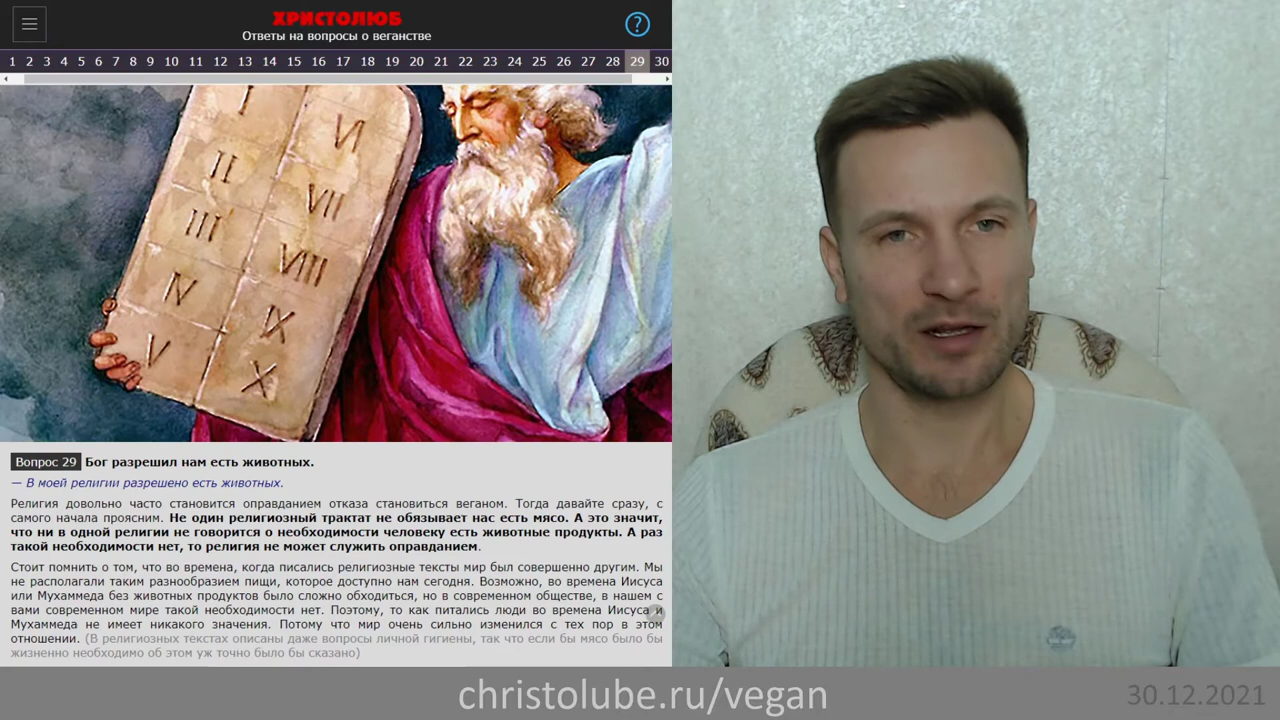 ХРИСТОЛЮБ
Ответы на вопросы о веганстве
?
1 2 3 4 5 6 7 8 9 10 11 12 13 14 15 16 17 18 19 20 21 22 23 24 25 26 27 28 29 30
I VI
II VII
III VIII
IV IX
V X
Вопрос 29 Бог разрешил нам есть животных.
— В моей религии разрешено есть животных.
Религия довольно часто становится оправданием отказа становиться веганом. Тогда давайте сразу, с
самого начала проясним. Не один религиозный трактат не обязывает нас есть мясо. А это значит,
что ни в одной религии не говорится о необходимости человеку есть животные продукты. А раз
такой необходимости нет, то религия не может служить оправданием.
Стоит помнить о том, что во времена, когда писались религиозные тексты мир был совершенно другим. Мы
не располагали таким разнообразием пищи, которое доступно нам сегодня. Возможно, во времена Иисуса
или Мухаммеда без животных продуктов было сложно обходиться, но в современном обществе, в нашем с
вами современном мире такой необходимости нет. Поэтому, то как питались люди во времена Иисуса и
Мухаммеда не имеет никакого значения. Потому что мир очень сильно изменился с тех пор в этом
отношении. (В религиозных текстах описаны даже вопросы личной гигиены, так что если бы мясо было бы
жизненно необходимо об этом уж точно было бы сказано)
christolube.ru/vegan
30.12.2021